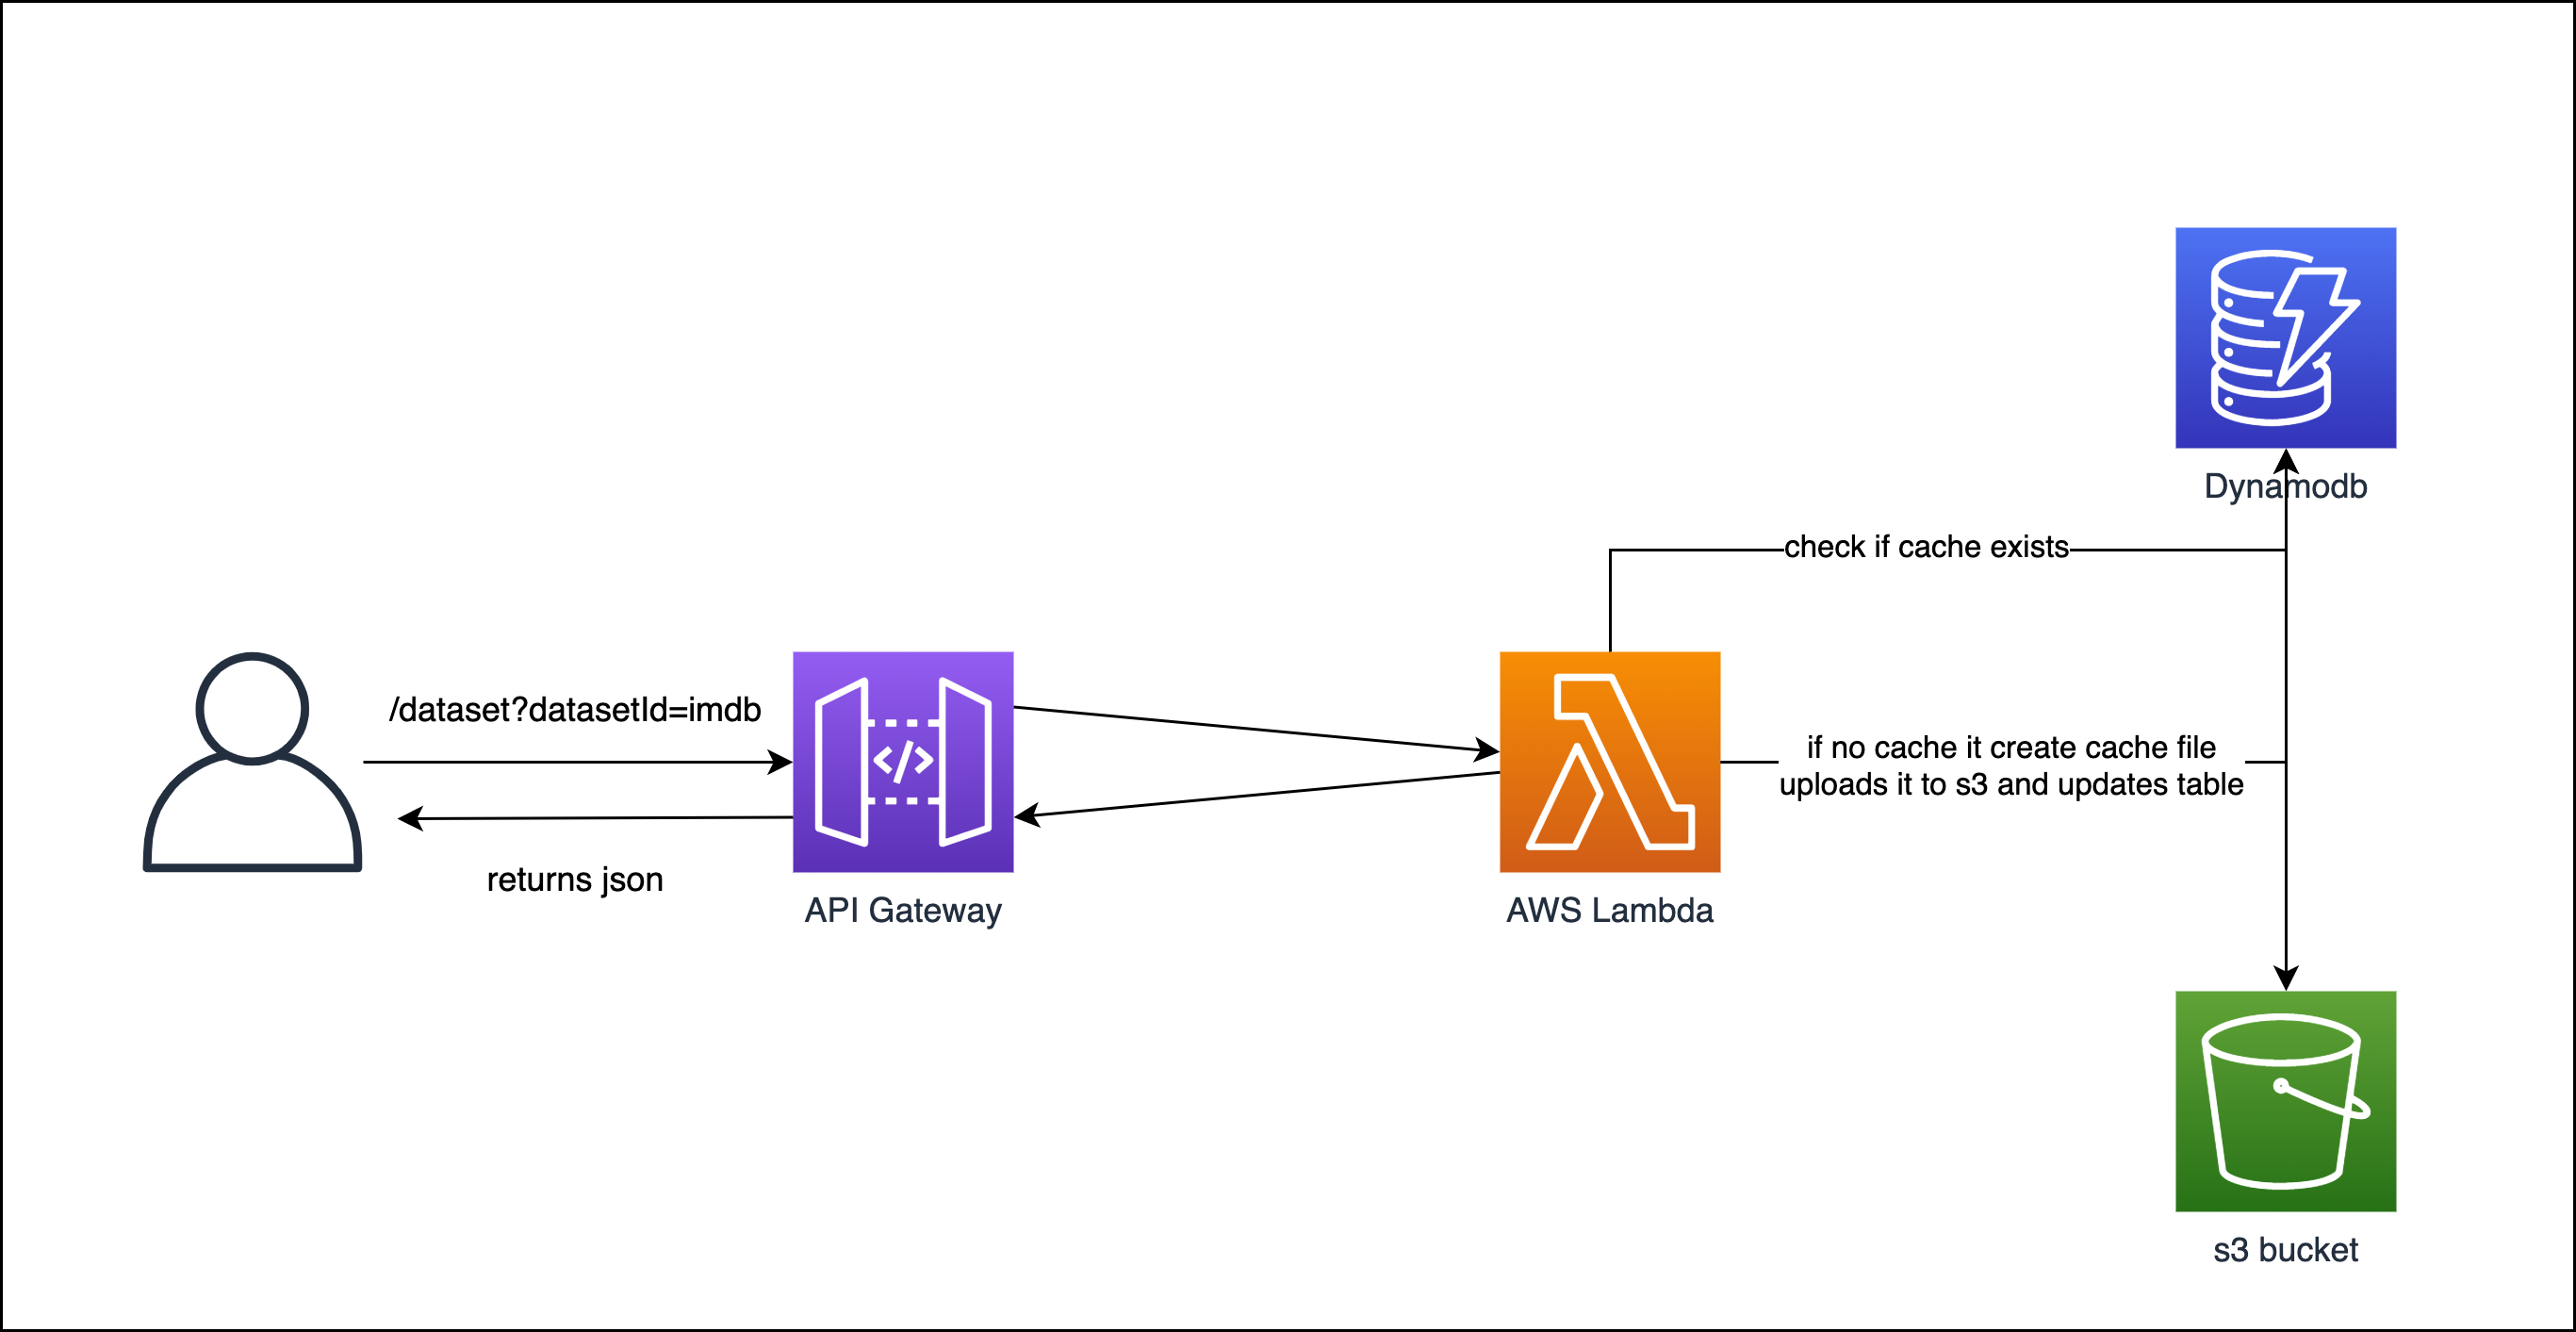 Dynamodb
check if cache exists
/dataset?datasetId=imdb
if no cache it create cache file
uploads it to s3 and updates table
</>
returns json
API Gateway
AWS Lambda
s3 bucket